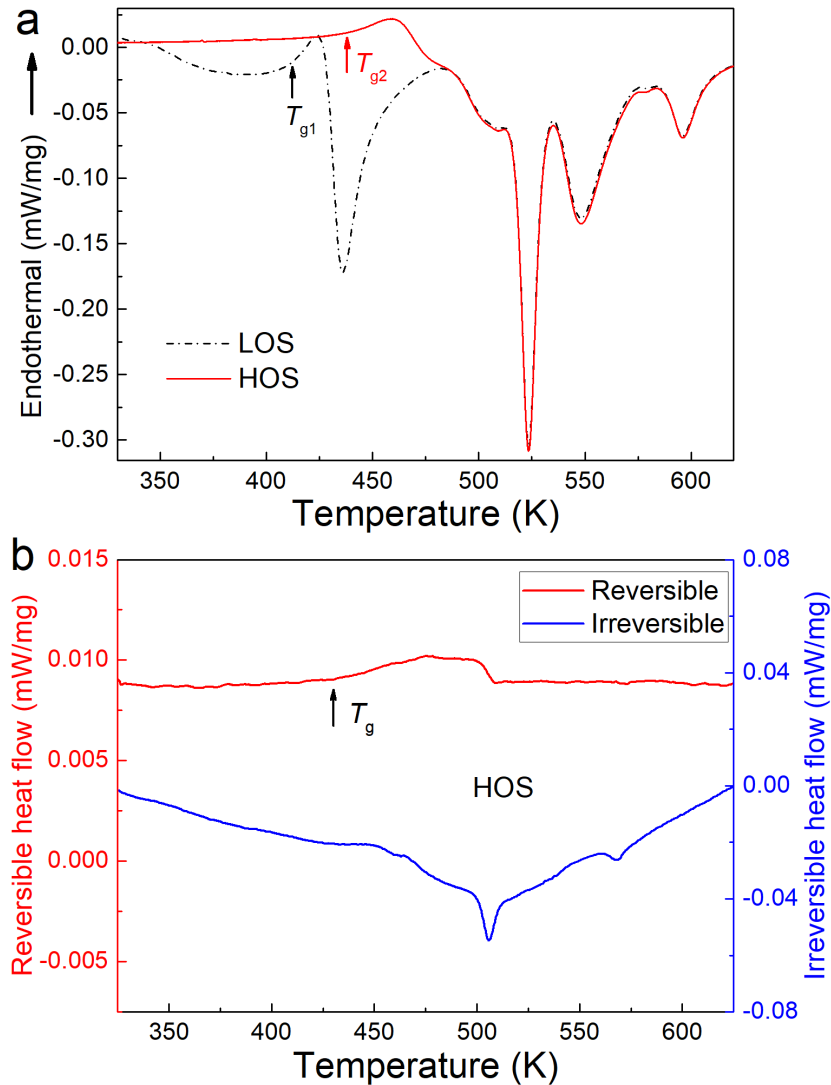 a
0.00
-0.05
-0.10
-0.15
-0.20
-0.25
-0.30
Endothermal (mW/mg)
Tg1
Tg2
LOS
HOS
350 400 450 500 550 600
Temperature (K)
b
0.015
0.010
0.005
0.000
-0.005
Reversible heat flow (mW/mg)
Reversible
Irreversible
Tg
HOS
0.08
0.04
0.00
-0.04
-0.08
Irreversible heat flow (mW/mg)
350 400 450 500 550 600
Temperature (K)